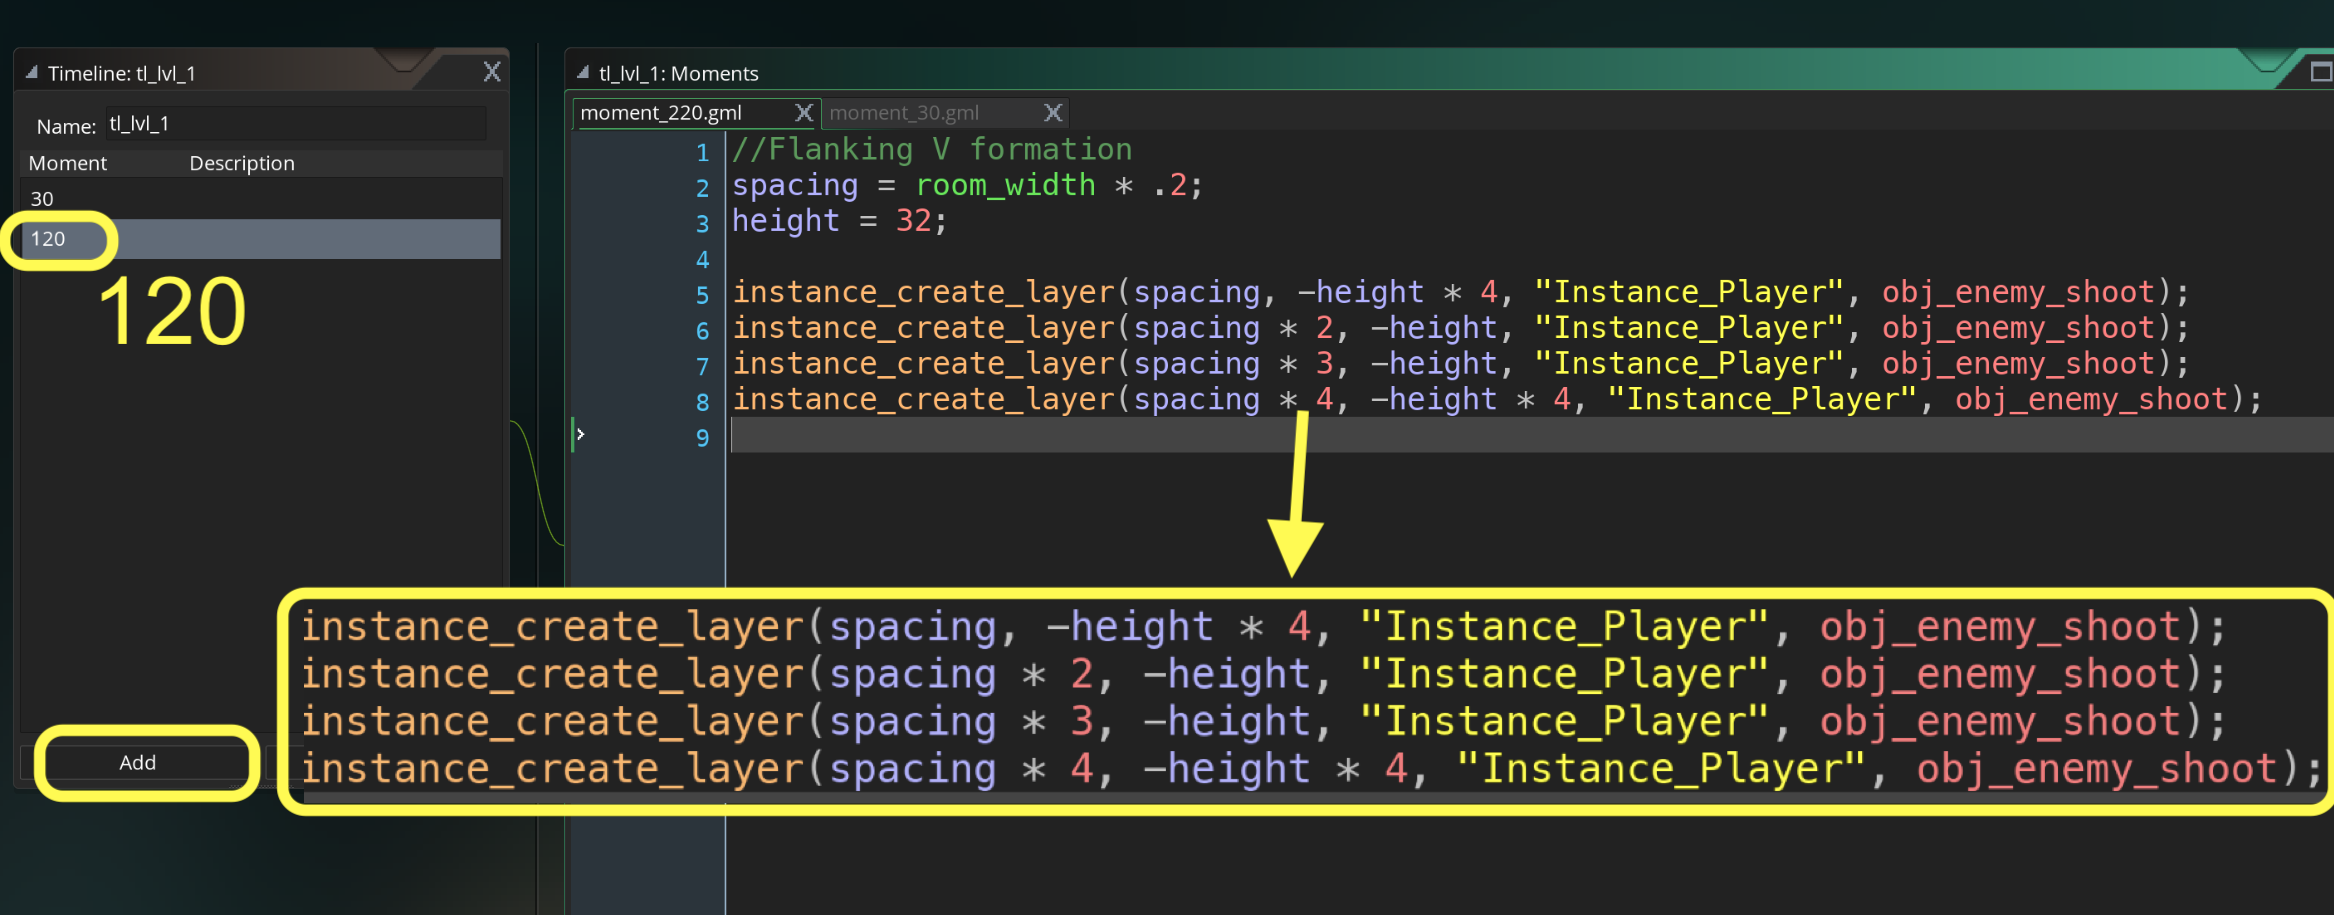 Timeline: tl_lvl_1
X
Name: tl_lvl_1
Moment Description
30
120
120
Add
tl_lvl_1: Moments
moment_220.gml X moment_30.gml X
1 //Flanking V formation
2 spacing = room_width * .2;
3 height = 32;
4
5 instance_create_layer(spacing, -height * 4, "Instance_Player", obj_enemy_shoot);
6 instance_create_layer(spacing * 2, -height, "Instance_Player", obj_enemy_shoot);
7 instance_create_layer(spacing * 3, -height, "Instance_Player", obj_enemy_shoot);
8 instance_create_layer(spacing * 4, -height * 4, "Instance_Player", obj_enemy_shoot);
9
instance_create_layer(spacing, -height * 4, "Instance_Player", obj_enemy_shoot);
instance_create_layer(spacing * 2, -height, "Instance_Player", obj_enemy_shoot);
instance_create_layer(spacing * 3, -height, "Instance_Player", obj_enemy_shoot);
instance_create_layer(spacing * 4, -height * 4, "Instance_Player", obj_enemy_shoot);